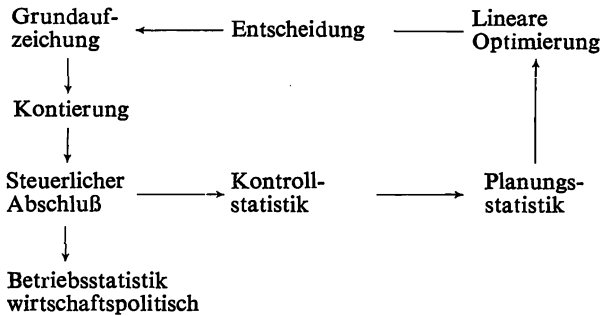 Grundauf-
zeichung
Entscheidung
Lineare
Optimierung
Kontierung
Steuerlicher
Abschluß
Kontroll-
statistik
Planungs-
statistik
Betriebsstatistik
wirtschaftspolitisch